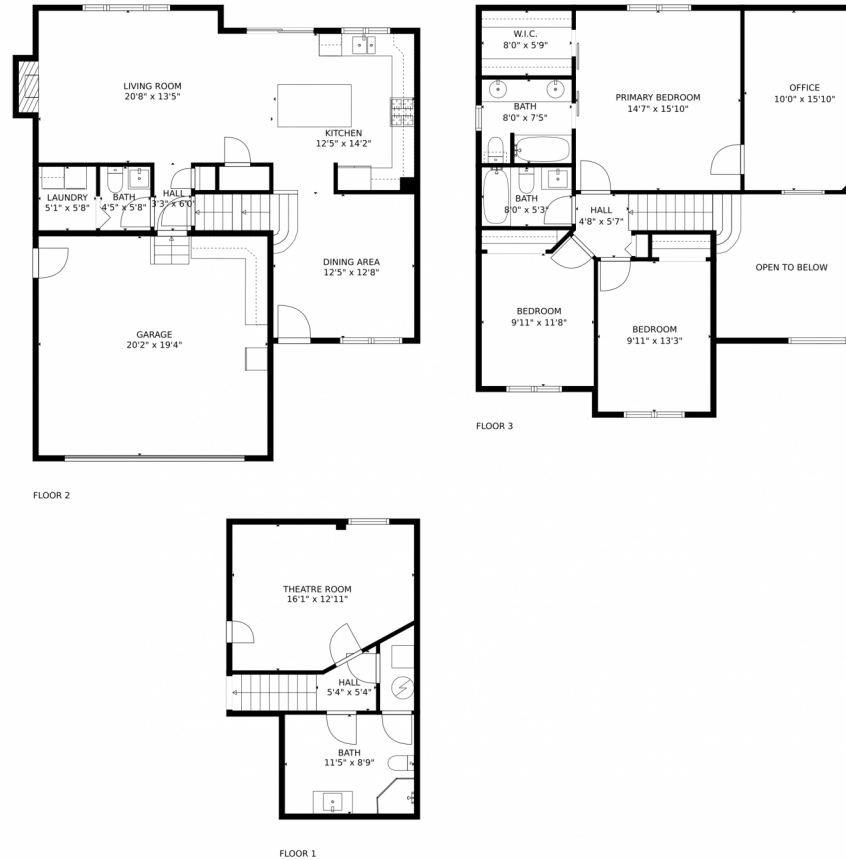 LIVING ROOM
20'8" x 13'5"
KITCHEN
12'5" x 14'2"
LAUNDRY
5'1" x 5'8"
BATH
4'5" x 5'8"
HALL
3'3" x 6'0"
DINING AREA
12'5" x 12'8"
GARAGE
20'2" x 19'4"
FLOOR 2
W.I.C.
8'0" x 5'9"
BATH
8'0" x 7'5"
PRIMARY BEDROOM
14'7" x 15'10"
OFFICE
10'0" x 15'10"
BATH
8'0" x 5'3"
HALL
4'8" x 5'7"
OPEN TO BELOW
BEDROOM
9'11" x 11'8"
BEDROOM
9'11" x 13'3"
FLOOR 3
THEATRE ROOM
16'1" x 12'11"
HALL
5'4" x 5'4"
BATH
11'5" x 8'9"
FLOOR 1